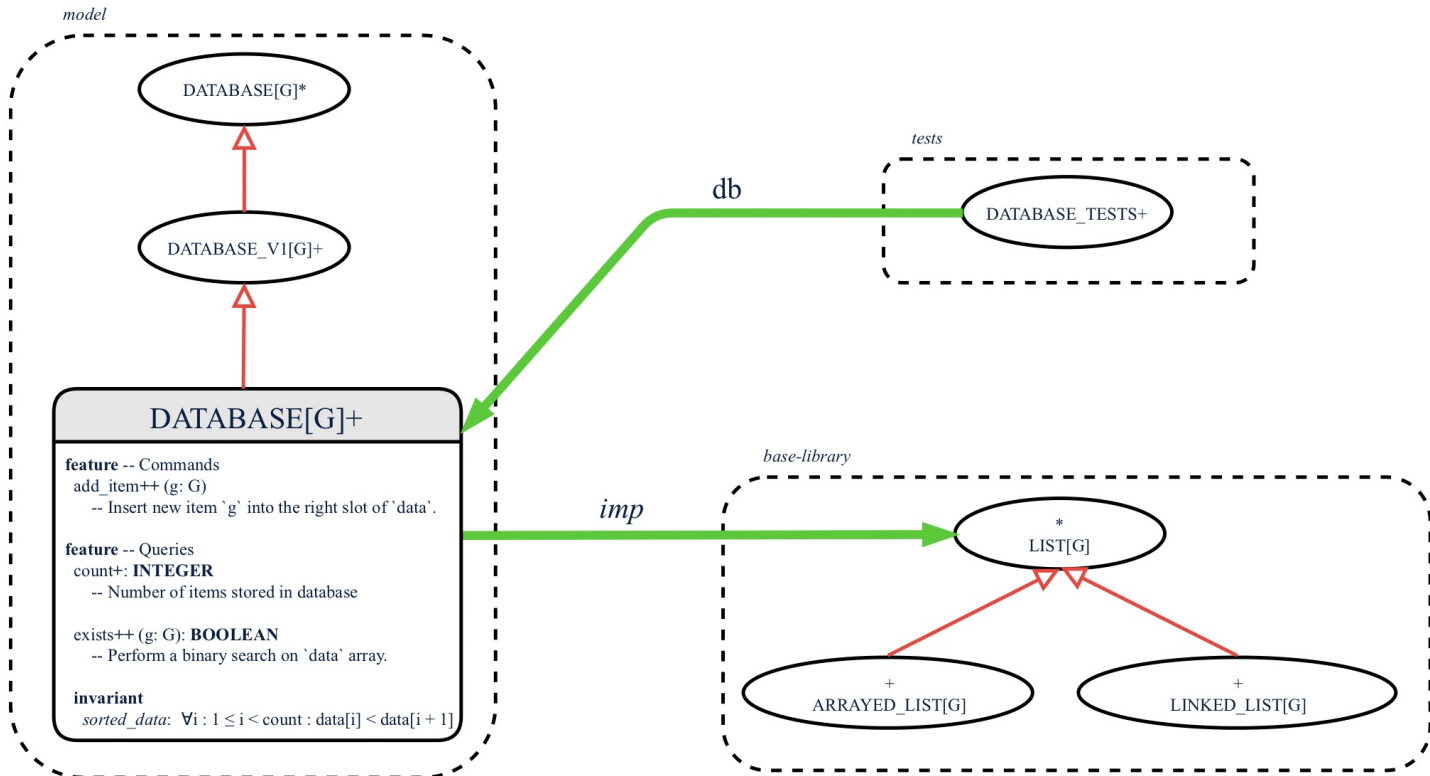 model
DATABASE[G]*
DATABASE_V1[G]+
DATABASE[G]+
feature -- Commands
add_item++ (g: G)
-- Insert new item `g` into the right slot of `data`.
feature -- Queries
count+: INTEGER
-- Number of items stored in database
exists++ (g: G): BOOLEAN
-- Perform a binary search on `data` array.
invariant
sorted_data: ∀i : 1 ≤ i < count : data[i] < data[i + 1]
db
tests
DATABASE_TESTS+
imp
base-library
*
LIST[G]
+
ARRAYED_LIST[G]
+
LINKED_LIST[G]